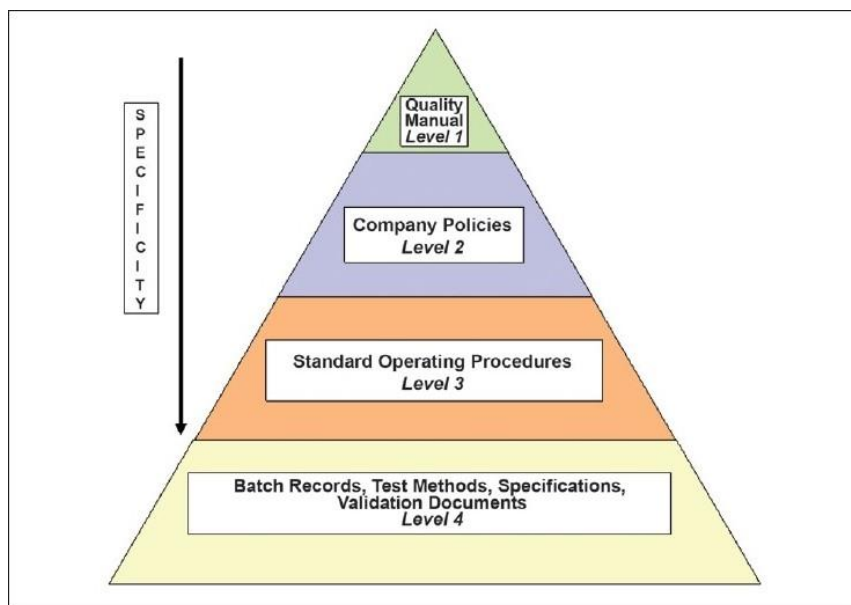 SPECIFICITY
Quality
Manual
Level 1
Company Policies
Level 2
Standard Operating Procedures
Level 3
Batch Records, Test Methods, Specifications,
Validation Documents
Level 4